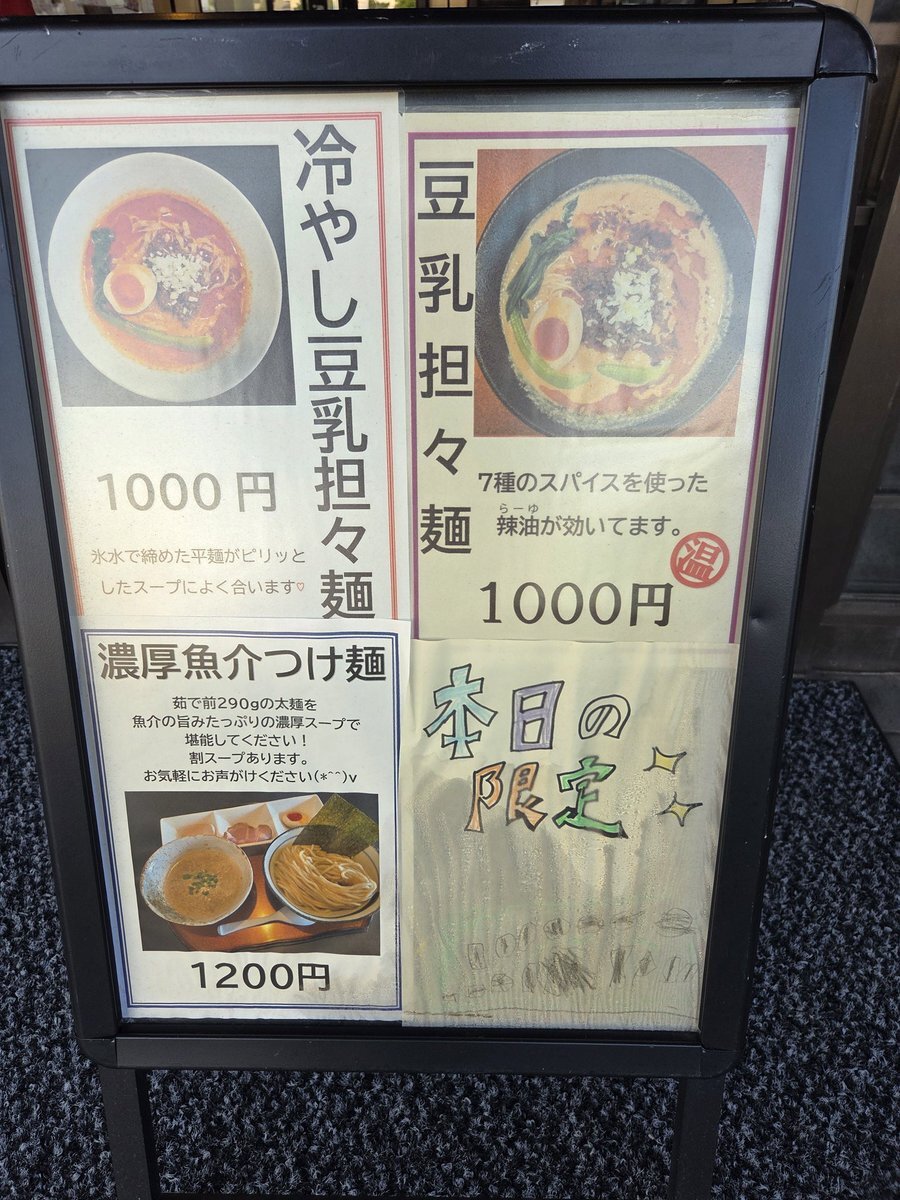 冷やし豆乳担々麺
1000円
氷水で締めた平麺がピリッと
したスープによく合います♡
豆乳担々麺
7種のスパイスを使った
らーゆ
辣油が効いてます。
温
1000円
濃厚魚介つけ麺
茹で前290gの太麺を
魚介の旨みたっぷりの濃厚スープで
堪能してください！
割スープあります。
お気軽にお声がけください(*^^)v
1200円
本日の
限定